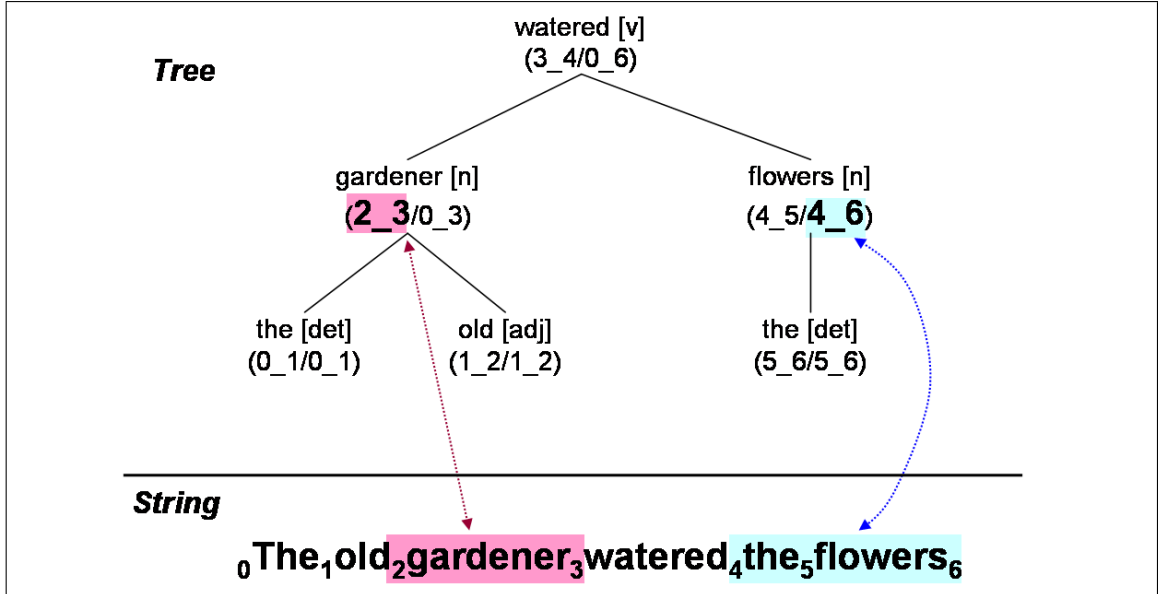 watered [v]
(3_4/0_6)
Tree
gardener [n]
flowers [n]
(2_3/0_3)
(4_5/4_6)
the [det]
old [adj]
the [det]
(0_1/0_1)
(1_2/1_2)
(5_6/5_6)
String
0The1old2gardener3watered4the5flowers6